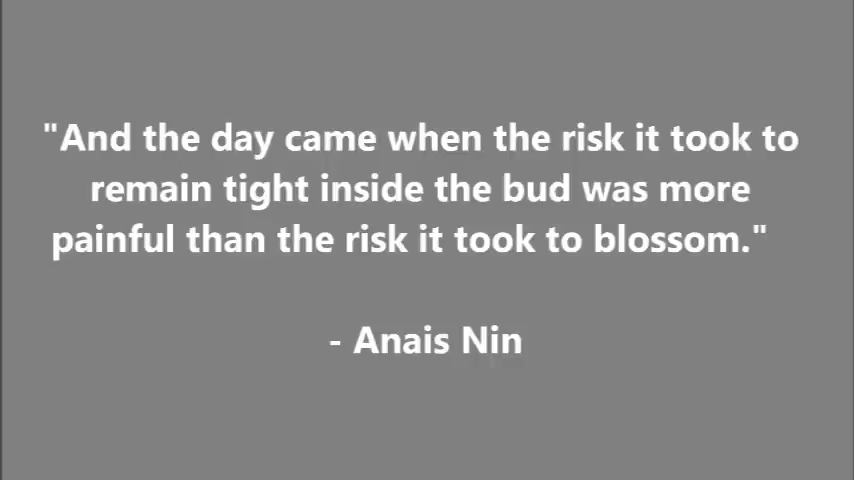 "And the day came when the risk it took to
remain tight inside the bud was more
painful than the risk it took to blossom."
- Anais Nin